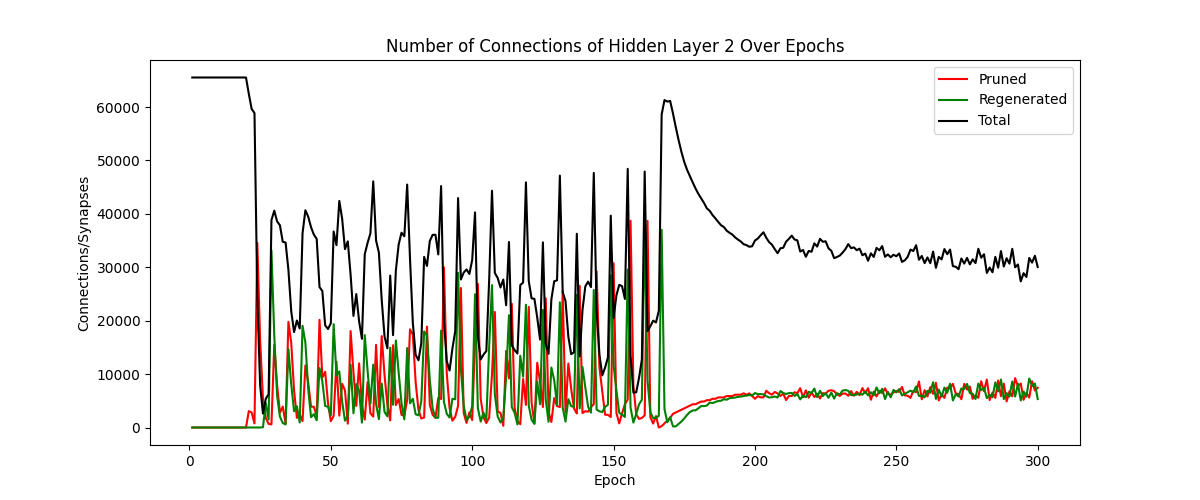 Number of Connections of Hidden Layer 2 Over Epochs
Pruned
Regenerated
Total
Connections/Synapses
60000
50000
40000
30000
20000
10000
0
0 50 100 150 200 250 300
Epoch